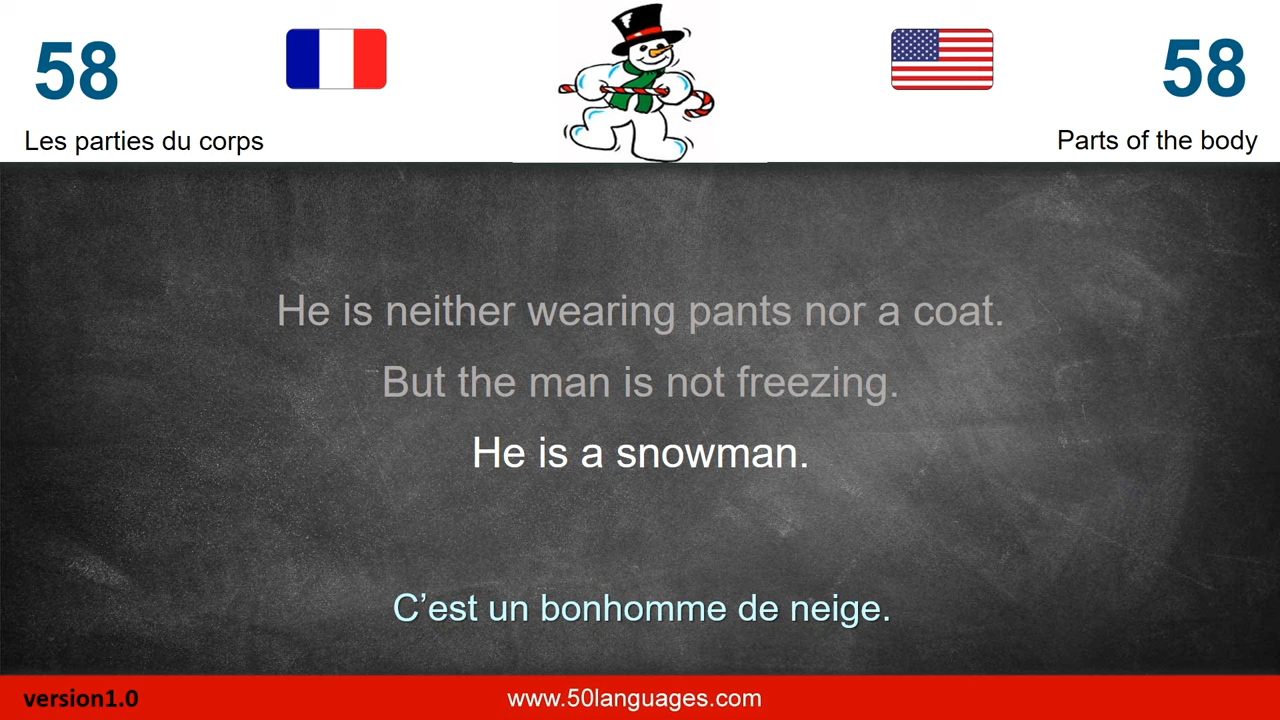 58
58
Les parties du corps
Parts of the body
He is neither wearing pants nor a coat.
But the man is not freezing.
He is a snowman.
C’est un bonhomme de neige.
version1.0
www.50languages.com